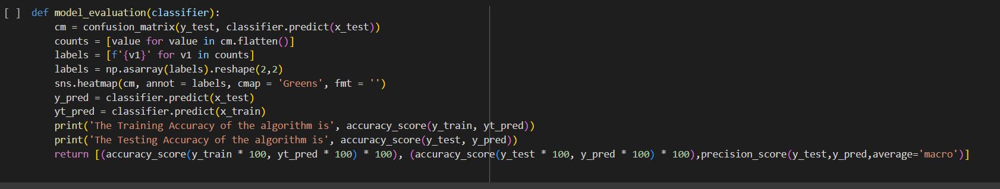 [ ] def model_evaluation(classifier):
    cm = confusion_matrix(y_test, classifier.predict(x_test))
    counts = [value for value in cm.flatten()]
    labels = [f'{v1}' for v1 in counts]
    labels = np.asarray(labels).reshape(2,2)
    sns.heatmap(cm, annot = labels, cmap = 'Greens', fmt = '')
    y_pred = classifier.predict(x_test)
    yt_pred = classifier.predict(x_train)
    print('The Training Accuracy of the algorithm is', accuracy_score(y_train, yt_pred))
    print('The Testing Accuracy of the algorithm is', accuracy_score(y_test, y_pred))
    return [(accuracy_score(y_train * 100, yt_pred * 100) * 100), (accuracy_score(y_test * 100, y_pred * 100) * 100),precision_score(y_test,y_pred,average='macro')]